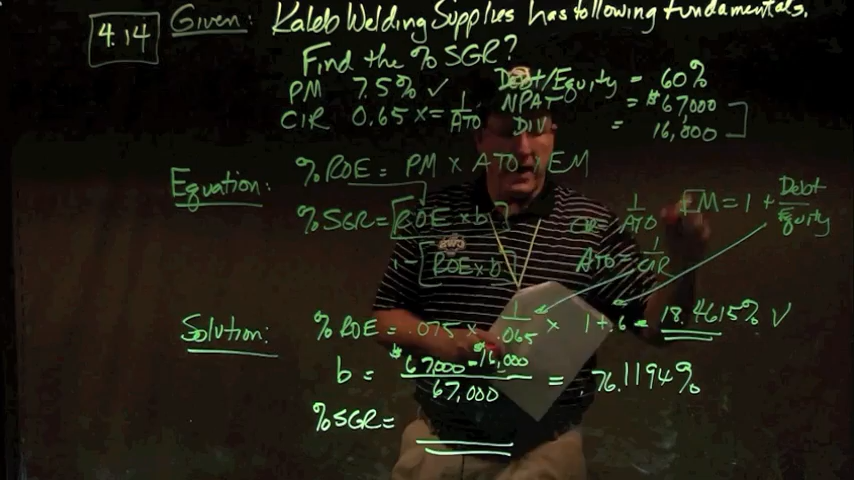 4.14 Given: Kaleb Welding Supplies has following fundamentals.
Find the % SGR?
PM 7.5% ✓ Debt/Equity = 60%
CIR 0.65 x = 1/ATO NPAT = $67,000
DIV = 16,000
Equation: % ROE = PM x ATO x EM
% SGR = [ROE x b] CIR 1/ATO EM = 1 + Debt/Equity
1 - [ROE x b] ATO = 1/CIR
Solution: % ROE = .075 x 1/.065 x 1+.6 = 18.4615% ✓
b = $67,000 - $16,000 / 67,000 = .76.1194%
% SGR =